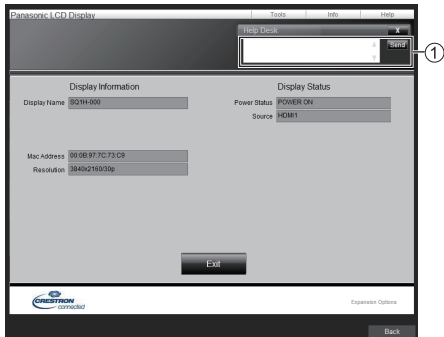 Panasonic LCD Display Tools Info Help
Help Desk X
Send
1
Display Information Display Status
Display Name SQ1H-000 Power Status POWER ON
Source HDMI1
Mac Address 00:0B:97:7C:73:C9
Resolution 3840x2160/30p
Exit
CRESTRON connected Expansion Options
Back